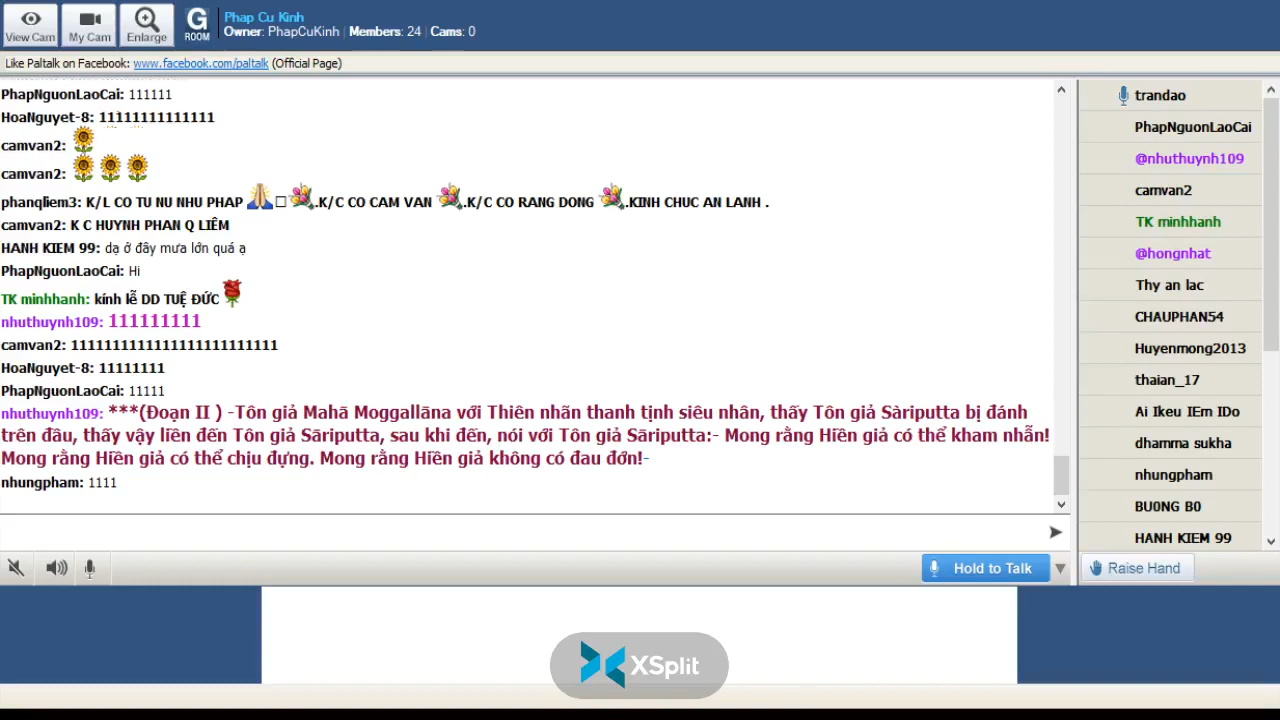 View Cam
My Cam
Enlarge
G
ROOM
Phap Cu Kinh
Owner: PhapCuKinh | Members: 24 | Cams: 0
Like Paltalk on Facebook: www.facebook.com/paltalk (Official Page)
PhapNguonLaoCai: 111111
HoaNguyet-8: 11111111111111
camvan2:
camvan2:
phanqliem3: K/L CO TU NU NHU PHAP .K/C CO CAM VAN .K/C CO RANG DONG .KINH CHUC AN LANH .
camvan2: K C HUYNH PHAN Q LIÊM
HANH KIEM 99: dạ ở đây mưa lớn quá ạ
PhapNguonLaoCai: Hi
TK minhhanh: kính lễ DD TUỆ ĐỨC
nhuthuynh109: 111111111
camvan2: 1111111111111111111111111
HoaNguyet-8: 11111111
PhapNguonLaoCai: 11111
nhuthuynh109: ***(Đoạn II ) -Tôn giả Mahā Moggallāna với Thiên nhãn thanh tịnh siêu nhân, thấy Tôn giả Sàriputta bị đánh
trên đầu, thấy vậy liền đến Tôn giả Sāriputta, sau khi đến, nói với Tôn giả Sāriputta:- Mong rằng Hiền giả có thể kham nhẫn!
Mong rằng Hiền giả có thể chịu đựng. Mong rằng Hiền giả không có đau đớn!-
nhungpham: 1111
trandao
PhapNguonLaoCai
@nhuthuynh109
camvan2
TK minhhanh
@hongnhat
Thy an lac
CHAUPHAN54
Huyenmong2013
thaian_17
Ai Ikeu IEm IDo
dhamma sukha
nhungpham
BU0NG B0
HANH KIEM 99
Hold to Talk
Raise Hand
XSplit